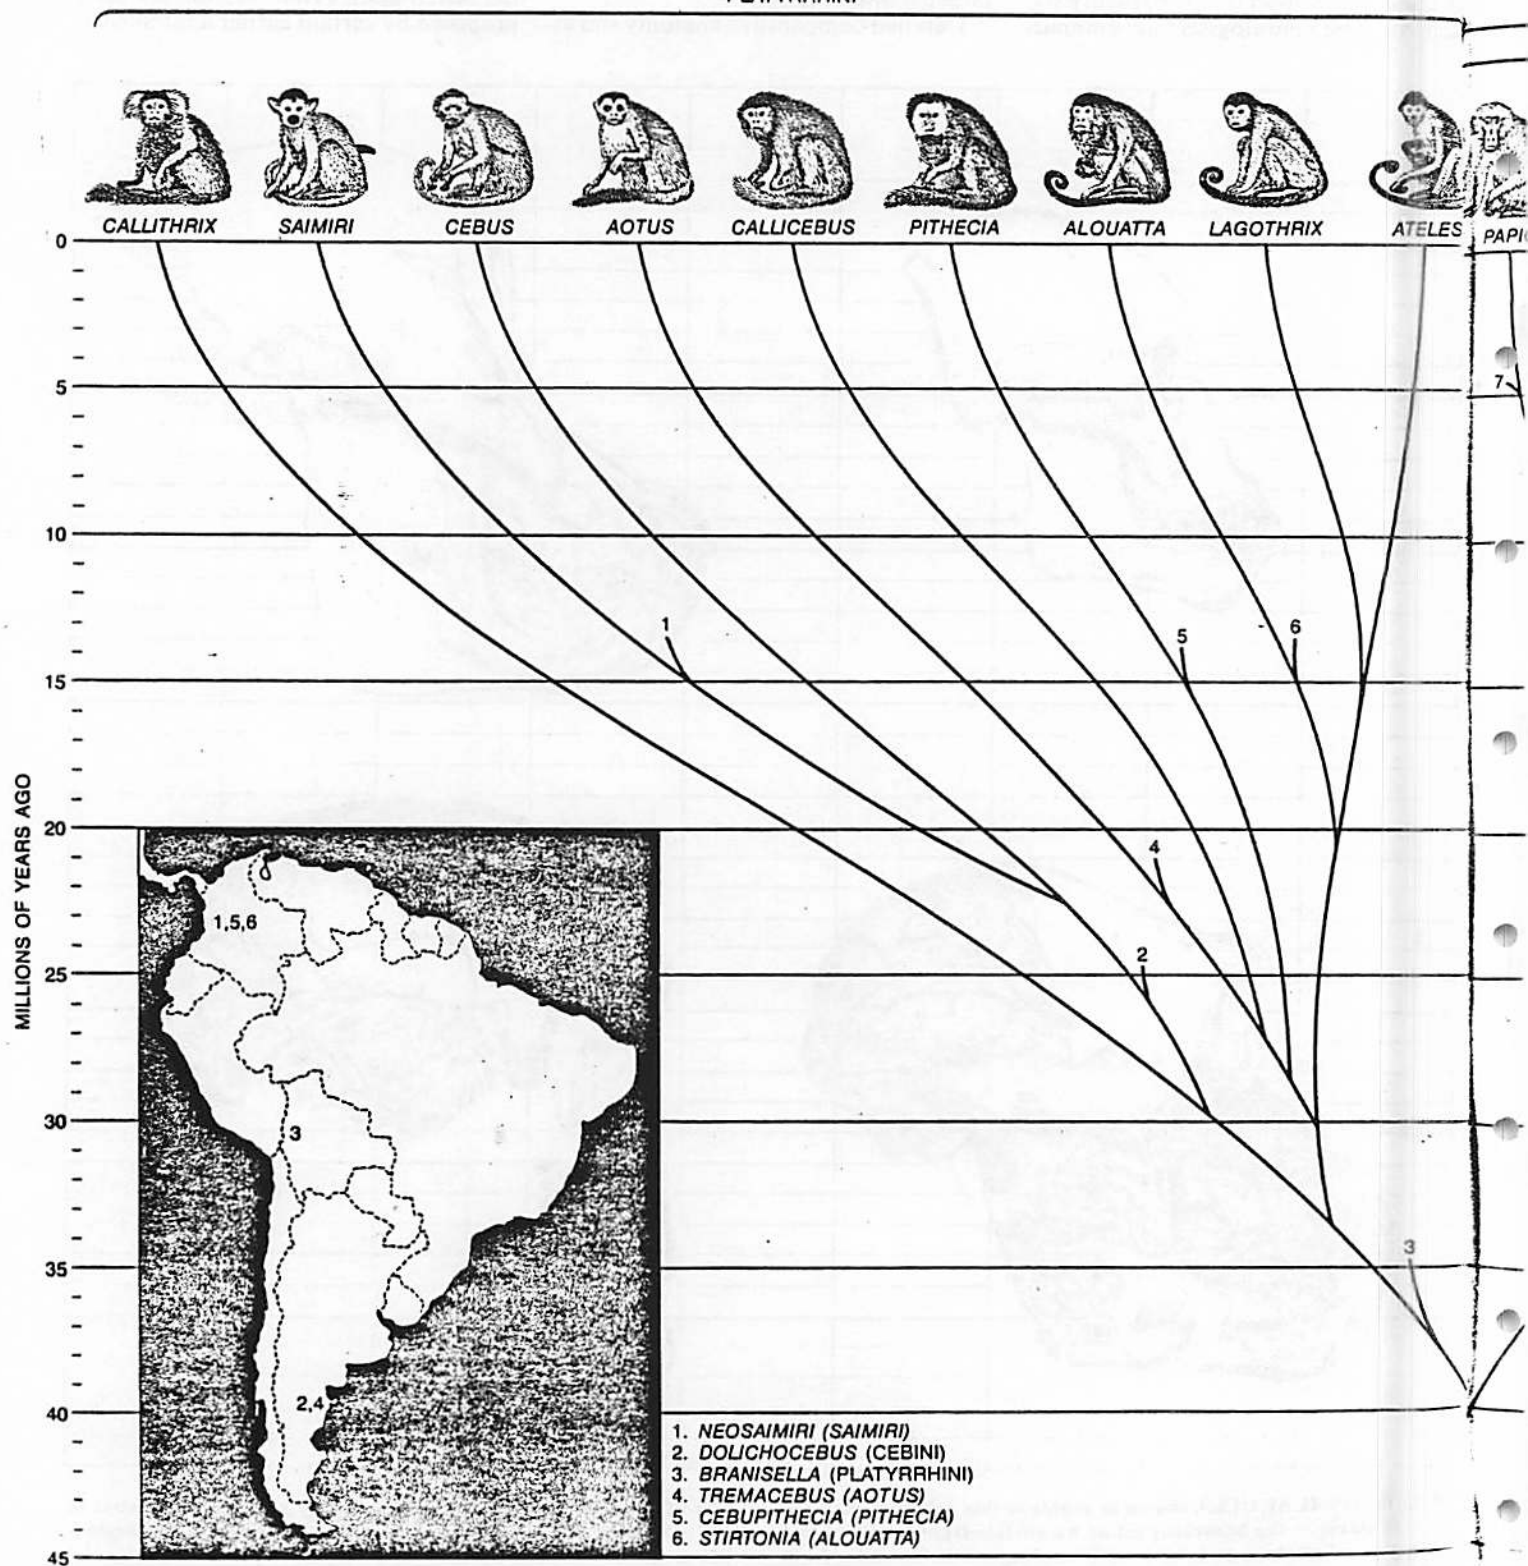 CALLITHRIX SAIMIRI CEBUS AOTUS CALLICEBUS PITHECIA ALOUATTA LAGOTHRIX ATELES
0
5
7
10
1
5
6
15
MILLIONS OF YEARS AGO
20
4
1,5,6
2
25
30
3
3
35
2,4
40
1. NEOSAIMIRI (SAIMIRI)
2. DOLICHOCEBUS (CEBINI)
3. BRANISELLA (PLATYRRHINI)
4. TREMACEBUS (AOTUS)
5. CEBUPITHECIA (PITHECIA)
6. STIRTONIA (ALOUATTA)
45